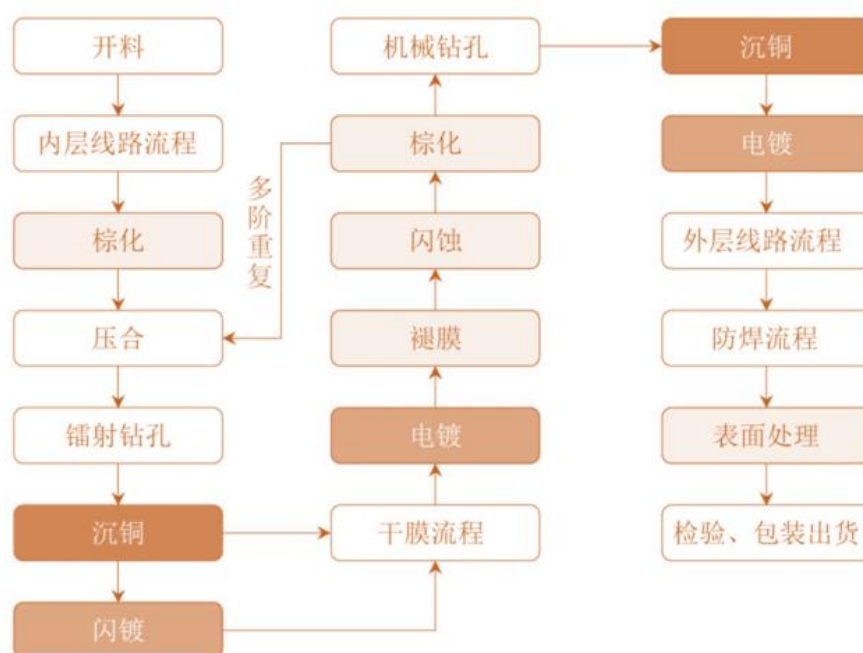 开料
内层线路流程
棕化
压合
镭射钻孔
沉铜
闪镀
多阶重复
机械钻孔
棕化
闪蚀
褪膜
电镀
干膜流程
沉铜
电镀
外层线路流程
防焊流程
表面处理
检验、包装出货